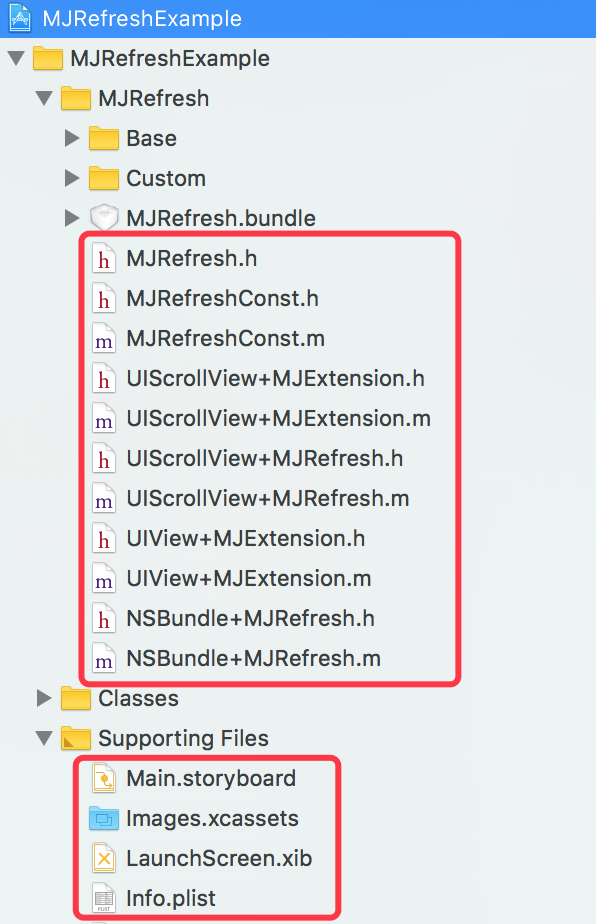 MJRefreshExample
MJRefreshExample
MJRefresh
Base
Custom
MJRefresh.bundle
h MJRefresh.h
h MJRefreshConst.h
m MJRefreshConst.m
h UIScrollView+MJExtension.h
m UIScrollView+MJExtension.m
h UIScrollView+MJRefresh.h
m UIScrollView+MJRefresh.m
h UIView+MJExtension.h
m UIView+MJExtension.m
h NSBundle+MJRefresh.h
m NSBundle+MJRefresh.m
Classes
Supporting Files
Main.storyboard
Images.xcassets
LaunchScreen.xib
PLIST Info.plist